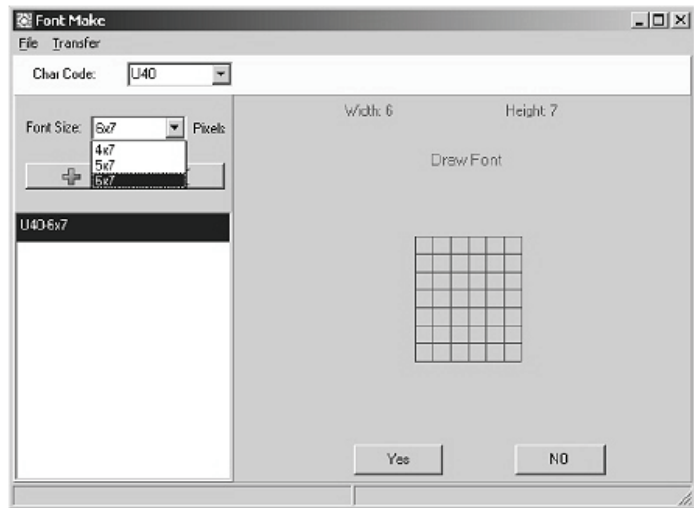 Font Make
File Transfer
Char Code: U40
Width: 6 Height: 7
Font Size: 6x7 Pixels
4x7
5x7
6x7
Draw Font
U40-6x7
Yes NO